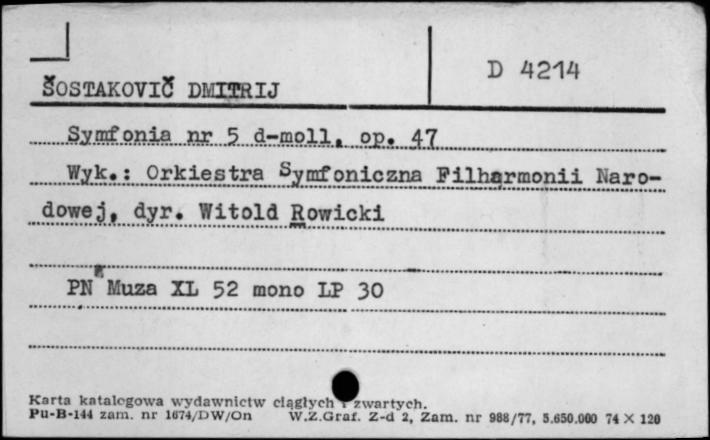 D 4214
ŠOSTAKOVIČ DMITRIJ
Symfonia nr 5 d-moll, op. 47
Wyk.: Orkiestra Symfoniczna Filharmonii Naro-
dowej, dyr. Witold Rowicki
PN Muza XL 52 mono LP 30
Karta katalogowa wydawnictw ciągłych i zwartych.
Pu-B-144 zam. nr 1674/DW/On W.Z.Graf. Z-d 2, Zam. nr 988/77, 5.650.000 74 X 120